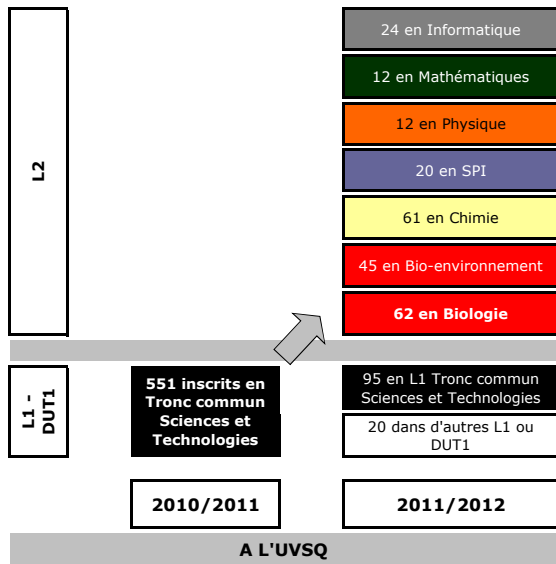 24 en Informatique
12 en Mathématiques
12 en Physique
L2
20 en SPI
61 en Chimie
45 en Bio-environnement
62 en Biologie
L1 -
DUT1
551 inscrits en
Tronc commun
Sciences et
Technologies
95 en L1 Tronc commun
Sciences et Technologies
20 dans d'autres L1 ou
DUT1
2010/2011
2011/2012
A L'UVSQ